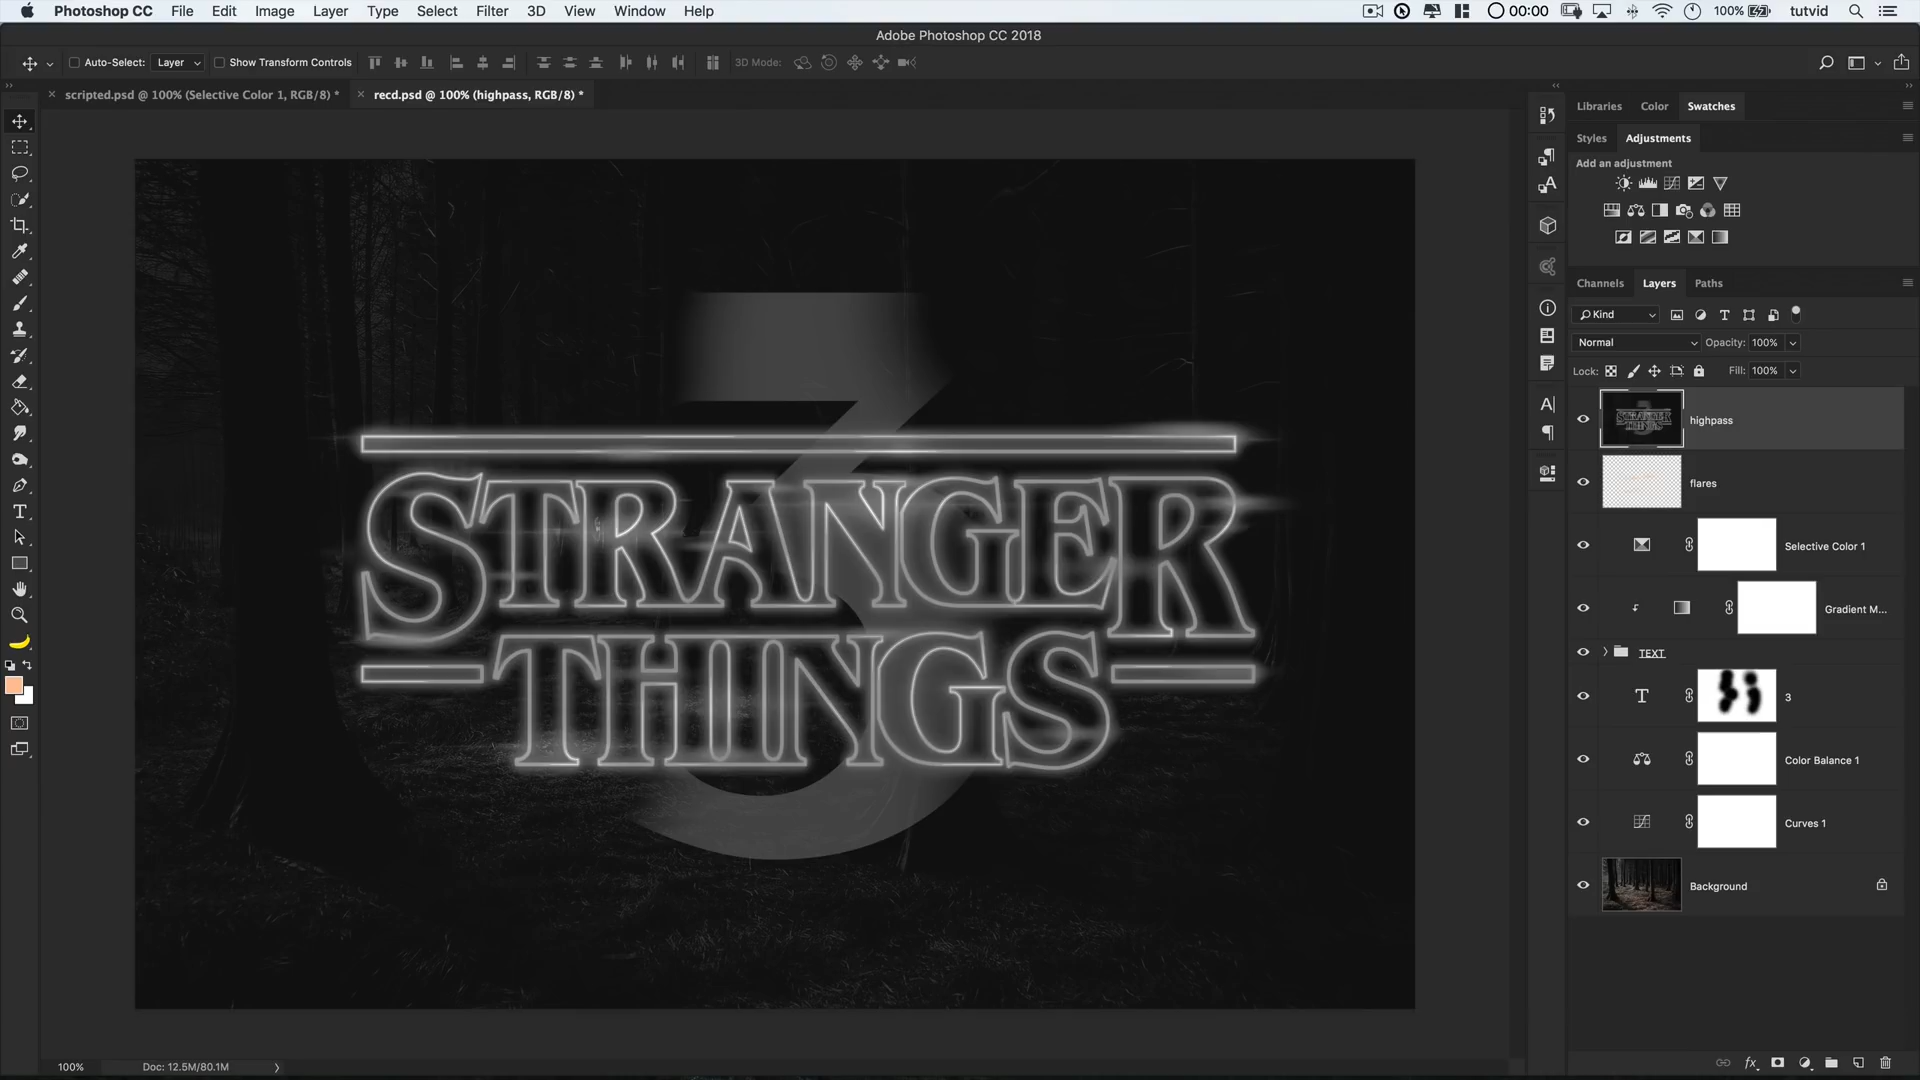 Photoshop CC File Edit Image Layer Type Select Filter 3D View Window Help 00:00 100% tutvid
Adobe Photoshop CC 2018
Auto-Select: Layer Show Transform Controls 3D Mode:
scripted.psd @ 100% (Selective Color 1, RGB/8) * recd.psd @ 100% (highpass, RGB/8) *
Libraries Color Swatches
Styles Adjustments
Add an adjustment
Channels Layers Paths
Kind
Normal Opacity: 100%
Lock: Fill: 100%
highpass
flares
Selective Color 1
Gradient M...
TEXT
3
Color Balance 1
Curves 1
Background
3
STRANGER
THINGS
100% Doc: 12.5M/80.1M